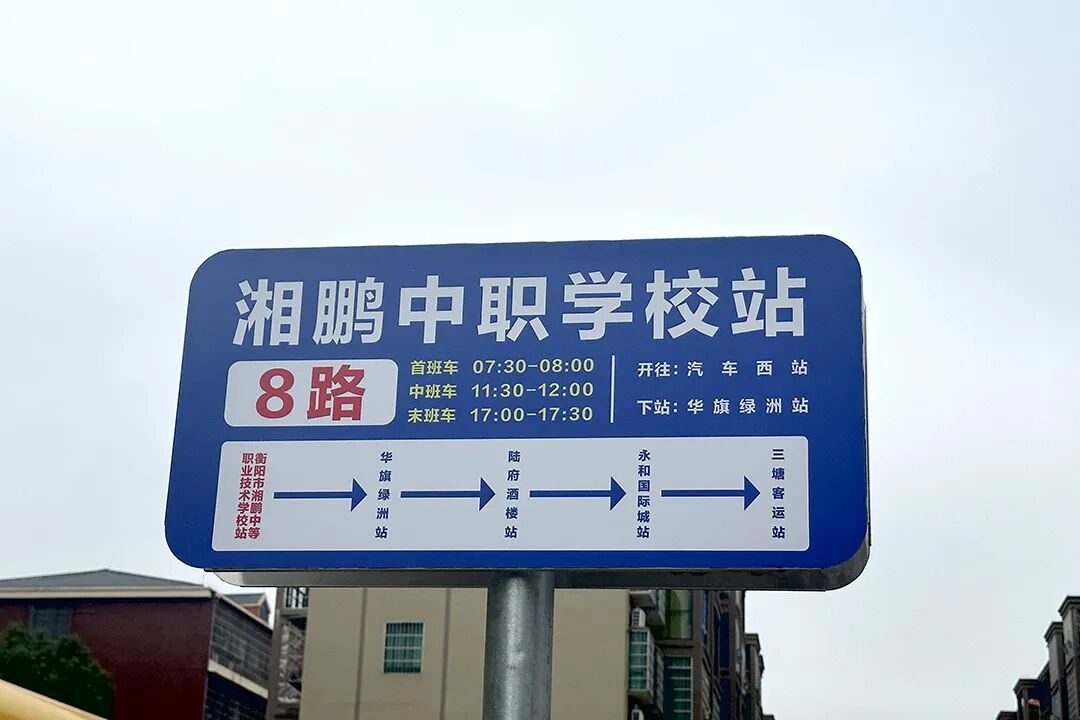 湘鹏中职学校站
8路
首班车 07:30-08:00
中班车 11:30-12:00
末班车 17:00-17:30
开往：汽车西站
下站：华旗绿洲站
衡阳市湘鹏中等
职业技术学校站
华旗绿洲站
陆府酒楼站
永和国际城站
三塘客运站